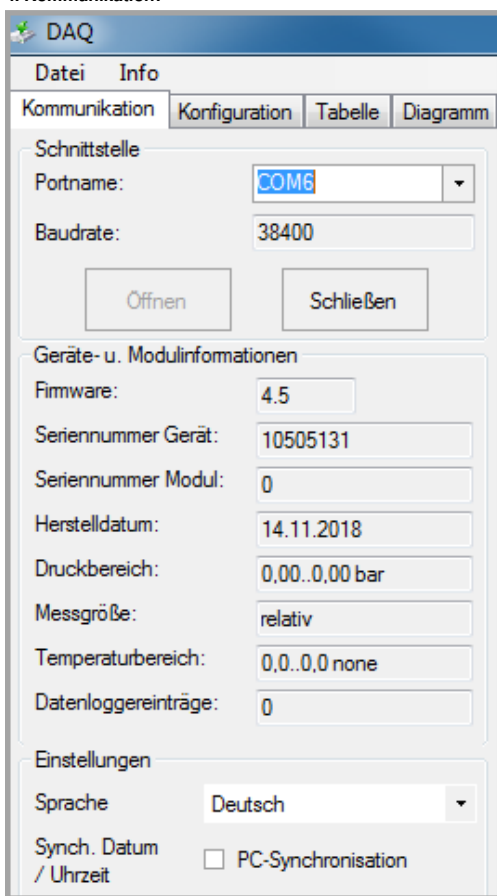 DAQ
Datei Info
Kommunikation Konfiguration Tabelle Diagramm
Schnittstelle
Portname: COM6
Baudrate: 38400
Öffnen Schließen
Geräte- u. Modulinformationen
Firmware: 4.5
Seriennummer Gerät: 10505131
Seriennummer Modul: 0
Herstelldatum: 14.11.2018
Druckbereich: 0,00..0,00 bar
Messgröße: relativ
Temperaturbereich: 0,0..0,0 none
Datenloggereinträge: 0
Einstellungen
Sprache Deutsch
Synch. Datum
/ Uhrzeit PC-Synchronisation